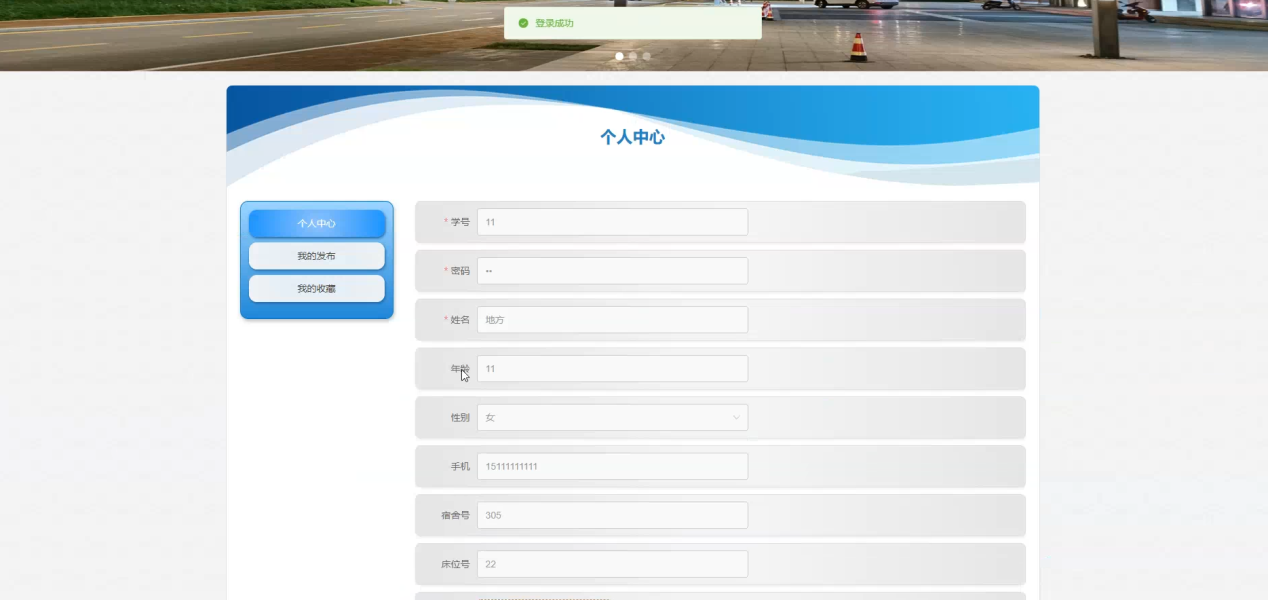 登录成功
个人中心
个人中心
我的发布
我的收藏
* 学号 11
* 密码 ••
* 姓名 地方
年龄 11
性别 女
手机 15111111111
宿舍号 305
床位号 22